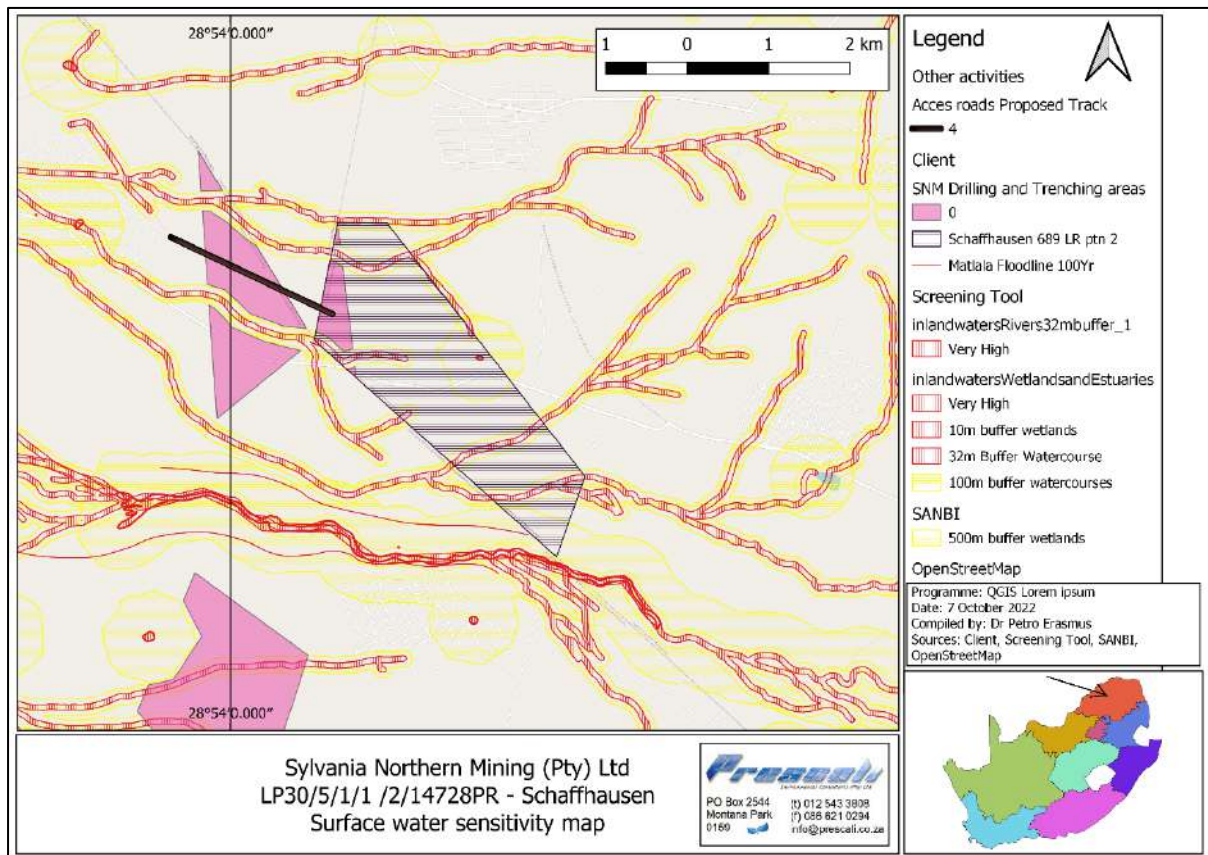 28°54′0.000″
1 0 1 2 km
28°54′0.000″
Legend
Other activities
Acces roads Proposed Track
4
Client
SNM Drilling and Trenching areas
0
Schaffhausen 689 LR ptn 2
Matlala Floodline 100Yr
Screening Tool
inlandwatersRivers32mbuffer_1
Very High
inlandwatersWetlandsandEstuaries
Very High
10m buffer wetlands
32m Buffer Watercourse
100m buffer watercourses
SANBI
500m buffer wetlands
OpenStreetMap
Programme: QGIS Lorem ipsum
Date: 7 October 2022
Compiled by: Dr Petro Erasmus
Sources: Client, Screening Tool, SANBI,
OpenStreetMap
Sylvania Northern Mining (Pty) Ltd
LP30/5/1/1 /2/14728PR - Schaffhausen
Surface water sensitivity map
Prescali
PO Box 2544
Montana Park
0159
(t) 012 543 3808
(f) 086 821 0294
info@prescali.co.za